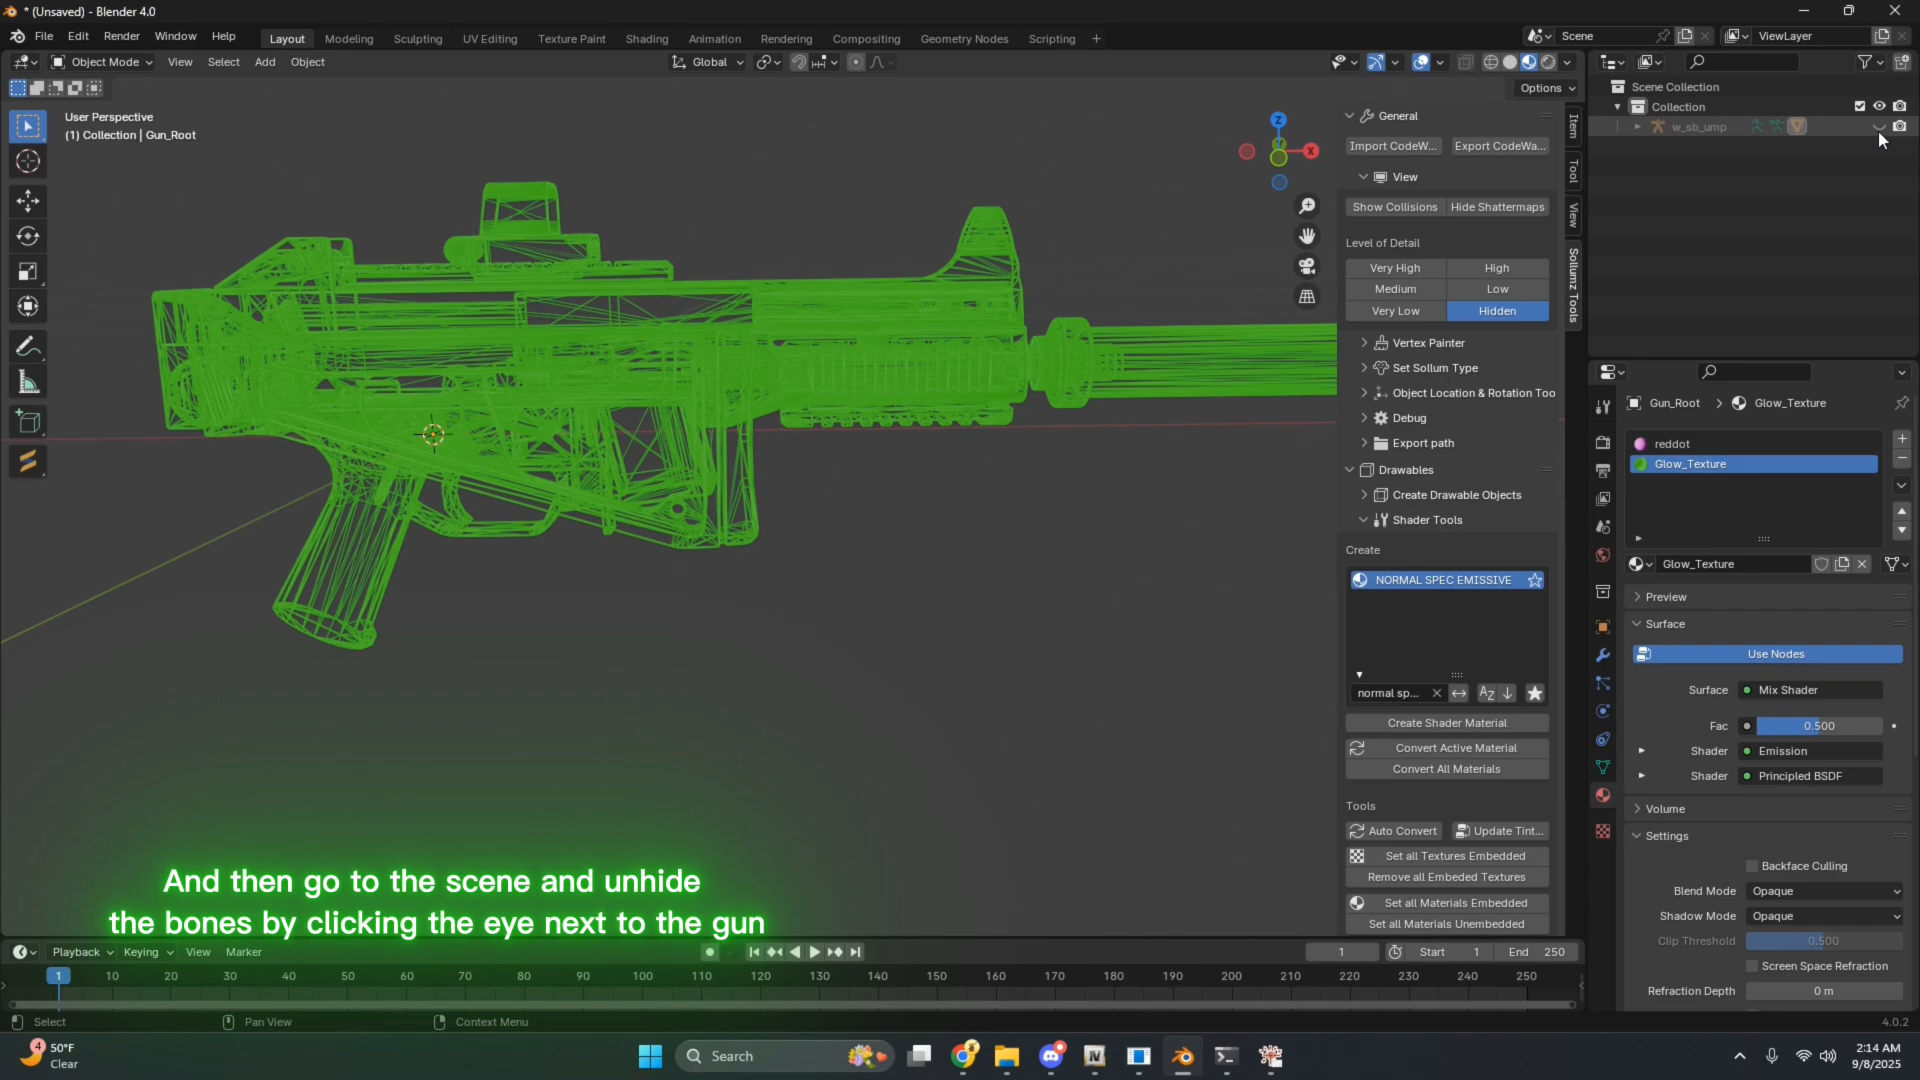 * (Unsaved) - Blender 4.0
File Edit Render Window Help
Layout Modeling Sculpting UV Editing Texture Paint Shading Animation Rendering Compositing Geometry Nodes Scripting +
Scene
ViewLayer
Object Mode View Select Add Object
Global
Options
User Perspective
(1) Collection | Gun_Root
Z
X
Item
Tool
View
Sollumz Tools
General
Import CodeW... Export CodeWa...
View
Show Collisions Hide Shattermaps
Level of Detail
Very High High
Medium Low
Very Low Hidden
Vertex Painter
Set Sollum Type
Object Location & Rotation Too
Debug
Export path
Drawables
Create Drawable Objects
Shader Tools
Create
NORMAL SPEC EMISSIVE
normal sp...
Create Shader Material
Convert Active Material
Convert All Materials
Tools
Auto Convert Update Tint...
Set all Textures Embedded
Remove all Embeded Textures
Set all Materials Embedded
Set all Materials Unembedded
Scene Collection
Collection
w_sb_ump
Gun_Root > Glow_Texture
reddot
Glow_Texture
Glow_Texture
Preview
Surface
Use Nodes
Surface Mix Shader
Fac 0.500
Shader Emission
Shader Principled BSDF
Volume
Settings
Backface Culling
Blend Mode Opaque
Shadow Mode Opaque
Clip Threshold 0.500
Screen Space Refraction
Refraction Depth 0 m
And then go to the scene and unhide
the bones by clicking the eye next to the gun
Playback Keying View Marker
1 Start 1 End 250
1 10 20 30 40 50 60 70 80 90 100 110 120 130 140 150 160 170 180 190 200 210 220 230 240 250
Select Pan View Context Menu
4.0.2
4
50°F
Clear
Search
2:14 AM
9/8/2025